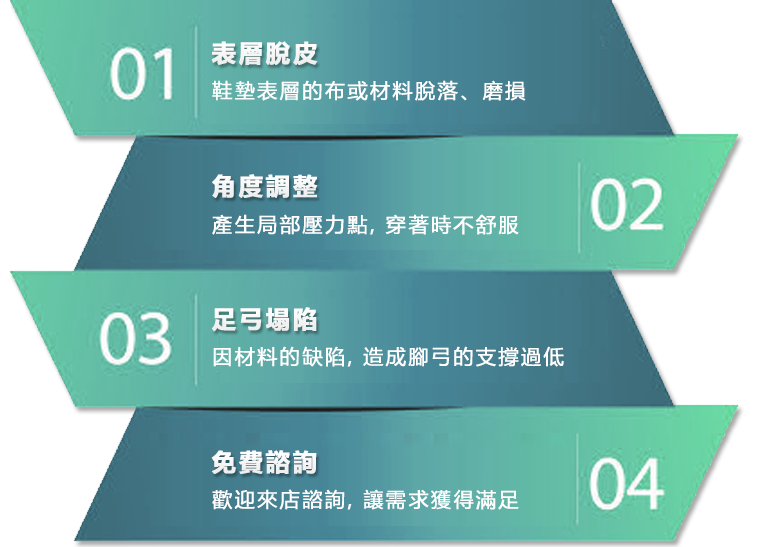 01
表層脫皮
鞋墊表層的布或材料脫落、磨損
角度調整
產生局部壓力點, 穿著時不舒服
02
03
足弓塌陷
因材料的缺陷, 造成腳弓的支撐過低
免費諮詢
歡迎來店諮詢, 讓需求獲得滿足
04